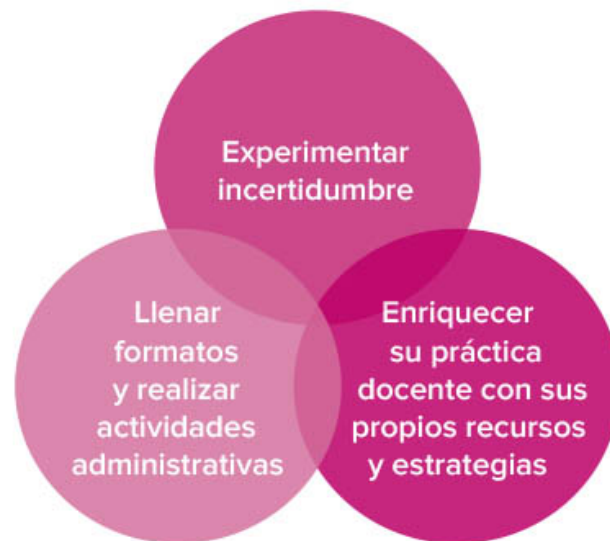 Experimentar
incertidumbre
Llenar
formatos
y realizar
actividades
administrativas
Enriquecer
su práctica
docente con sus
propios recursos
y estrategias